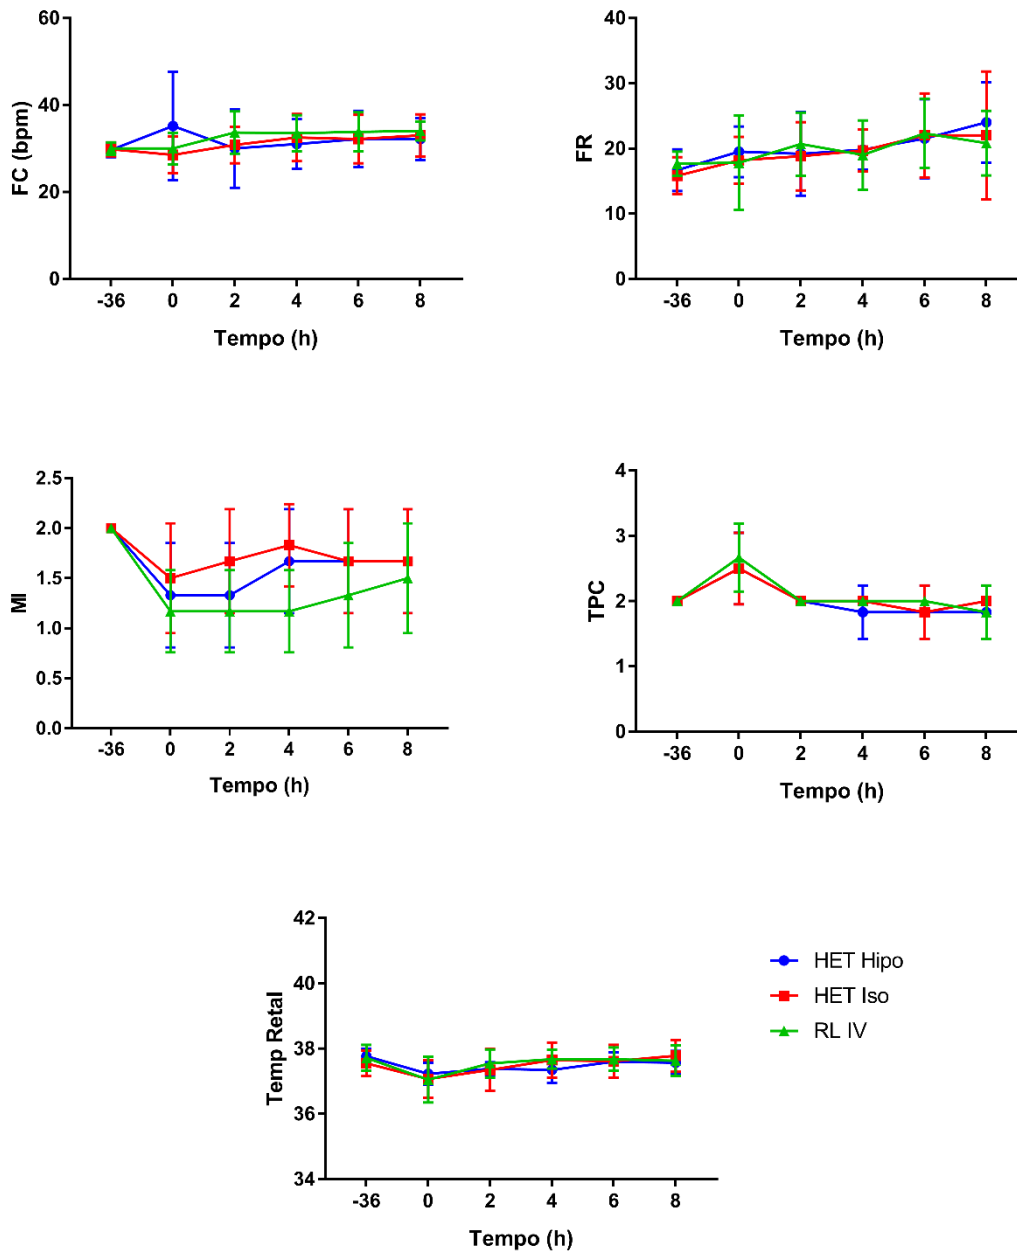 60
40
20
0
FC (bpm)
-36 0 2 4 6 8
Tempo (h)
40
30
20
10
0
FR
-36 0 2 4 6 8
Tempo (h)
2.5
2.0
1.5
1.0
0.5
0.0
MI
-36 0 2 4 6 8
Tempo (h)
4
3
2
1
0
TPC
-36 0 2 4 6 8
Tempo (h)
42
40
38
36
34
Temp Retal
-36 0 2 4 6 8
Tempo (h)
HET Hipo
HET Iso
RL IV